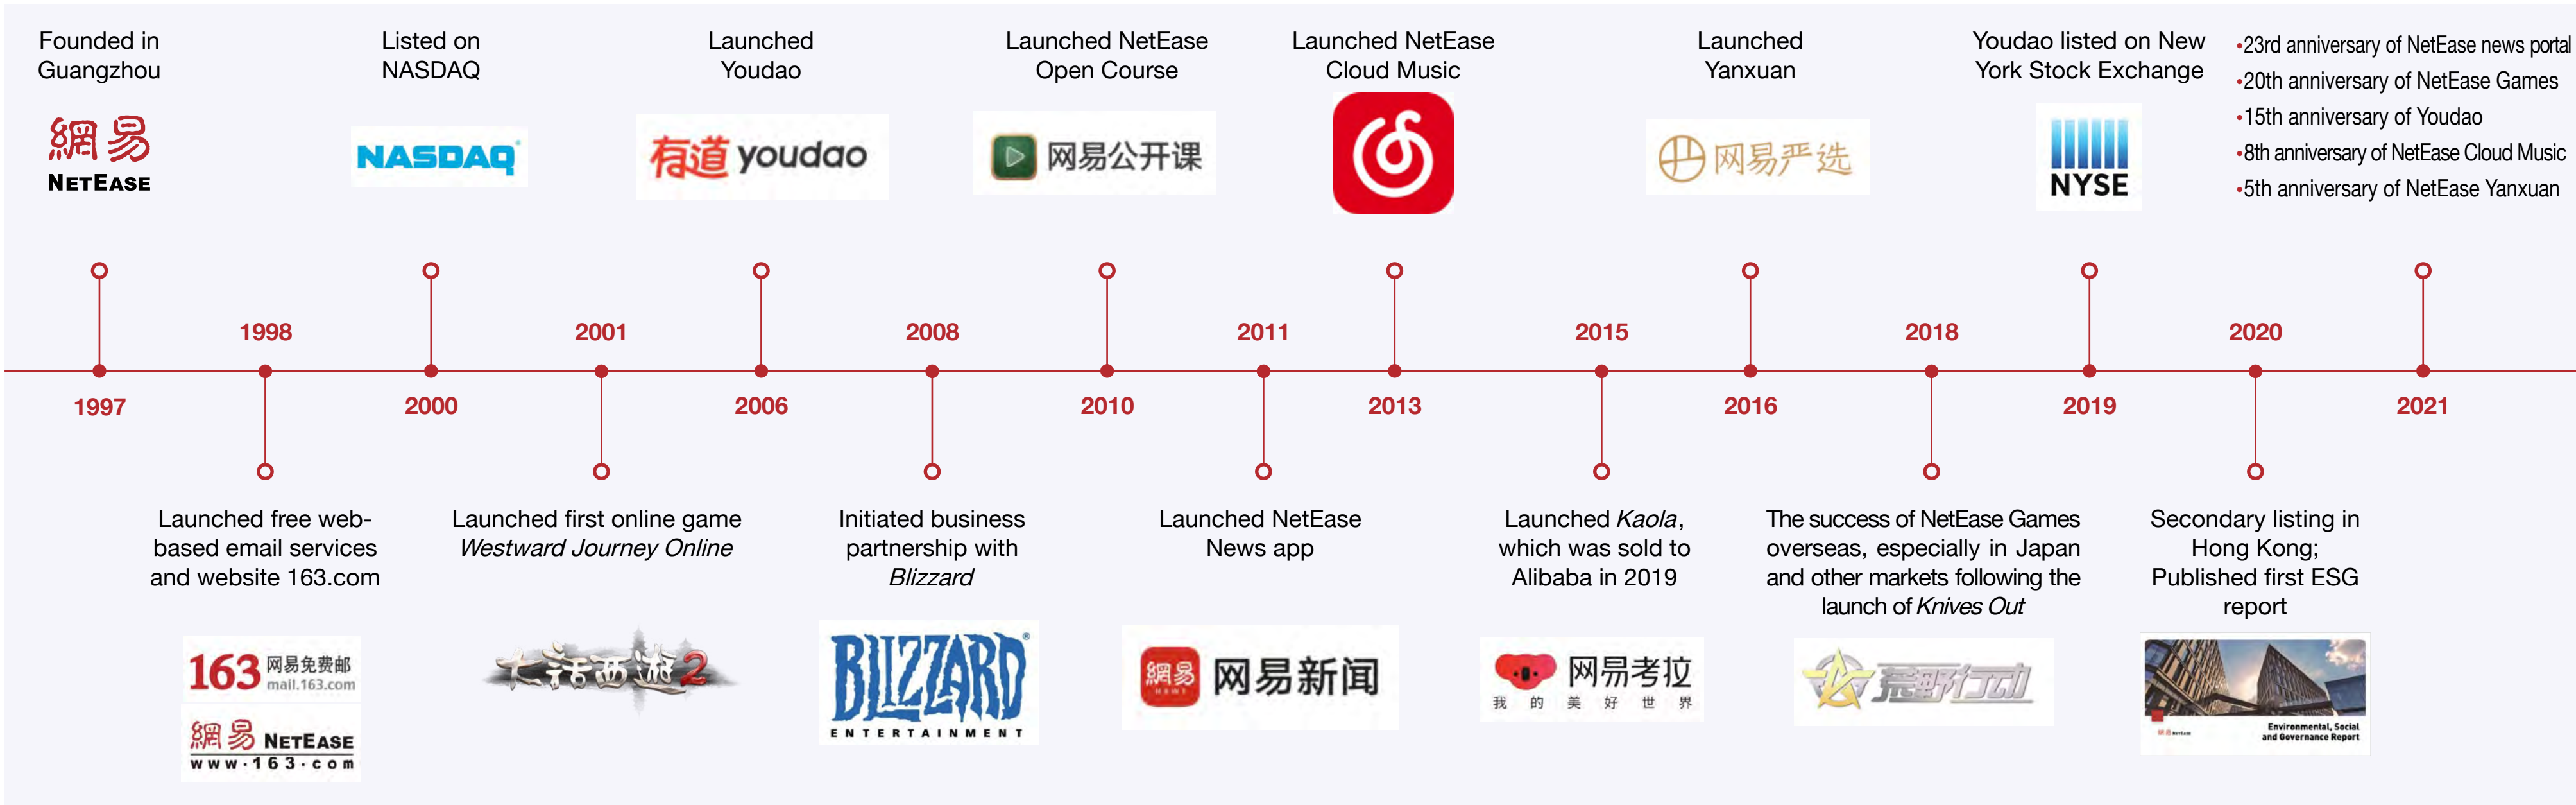 Founded in
Guangzhou
網易
NETEASE
Listed on
NASDAQ
NASDAQ
Launched
Youdao
有道 youdao
Launched NetEase
Open Course
网易公开课
Launched NetEase
Cloud Music
Launched
Yanxuan
网易严选
Youdao listed on New
York Stock Exchange
NYSE
•23rd anniversary of NetEase news portal
•20th anniversary of NetEase Games
•15th anniversary of Youdao
•8th anniversary of NetEase Cloud Music
•5th anniversary of NetEase Yanxuan
1998
2001
2008
2011
2015
2018
2020
1997
2000
2006
2010
2013
2016
2019
2021
Launched free web-
based email services
and website 163.com
163 网易免费邮
mail.163.com
網易 NETEASE
www.163.com
Launched first online game
Westward Journey Online
大话西遊2
Initiated business
partnership with
Blizzard
BLIZZARD®
ENTERTAINMENT
Launched NetEase
News app
網易
NEWS
网易新闻
Launched Kaola,
which was sold to
Alibaba in 2019
网易考拉
我的美好世界
The success of NetEase Games
overseas, especially in Japan
and other markets following the
launch of Knives Out
荒野行动
Secondary listing in
Hong Kong;
Published first ESG
report
網易 NETEASE
Environmental, Social
and Governance Report